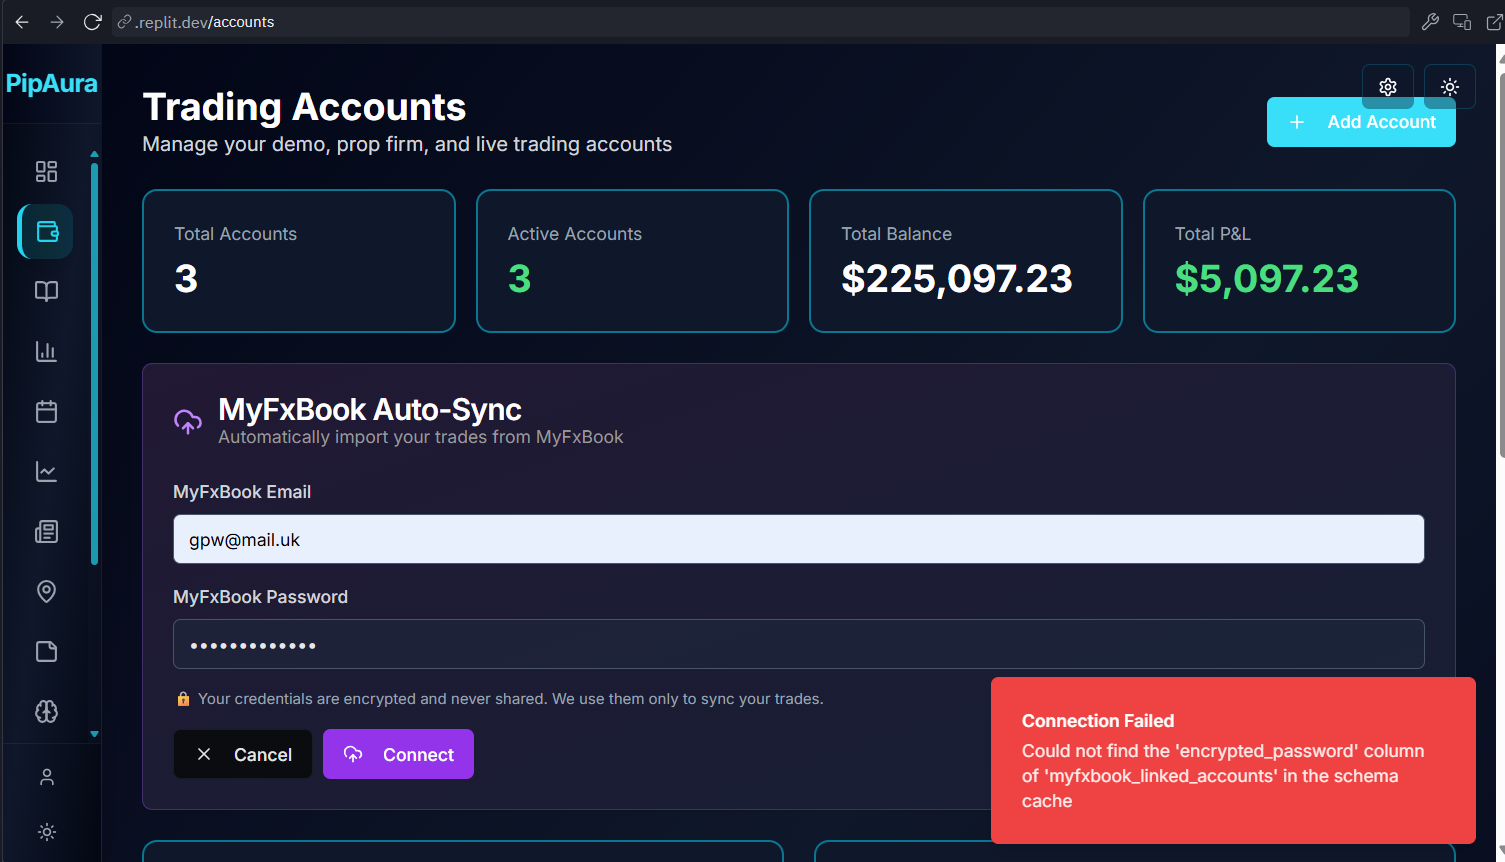 .replit.dev/accounts
PipAura
Trading Accounts
Manage your demo, prop firm, and live trading accounts
+ Add Account
Total Accounts
3
Active Accounts
3
Total Balance
$225,097.23
Total P&L
$5,097.23
MyFxBook Auto-Sync
Automatically import your trades from MyFxBook
MyFxBook Email
gpw@mail.uk
MyFxBook Password
•••••••••••••
🔒 Your credentials are encrypted and never shared. We use them only to sync your trades.
Cancel
Connect
Connection Failed
Could not find the 'encrypted_password' column
of 'myfxbook_linked_accounts' in the schema
cache